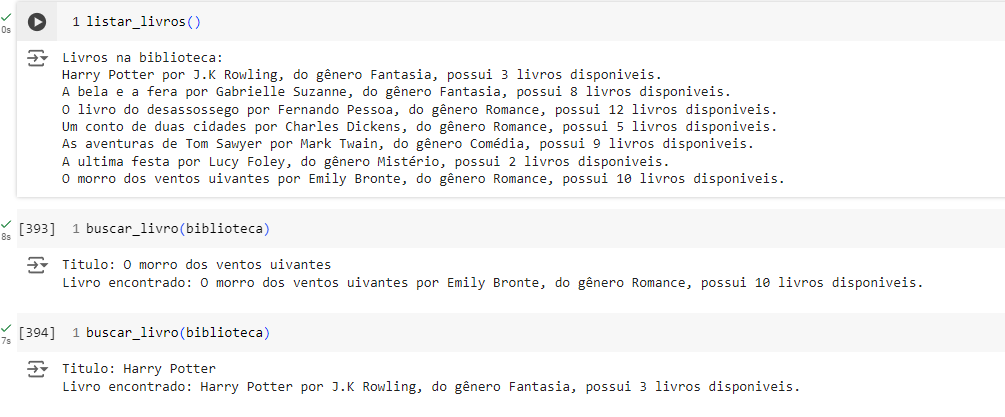 1 listar_livros()
0s
Livros na biblioteca:
Harry Potter por J.K Rowling, do gênero Fantasia, possui 3 livros disponiveis.
A bela e a fera por Gabrielle Suzanne, do gênero Fantasia, possui 8 livros disponiveis.
O livro do desassossego por Fernando Pessoa, do gênero Romance, possui 12 livros disponiveis.
Um conto de duas cidades por Charles Dickens, do gênero Romance, possui 5 livros disponiveis.
As aventuras de Tom Sawyer por Mark Twain, do gênero Comédia, possui 9 livros disponiveis.
A ultima festa por Lucy Foley, do gênero Mistério, possui 2 livros disponiveis.
O morro dos ventos uivantes por Emily Bronte, do gênero Romance, possui 10 livros disponiveis.
[393] 1 buscar_livro(biblioteca)
8s
Titulo: O morro dos ventos uivantes
Livro encontrado: O morro dos ventos uivantes por Emily Bronte, do gênero Romance, possui 10 livros disponiveis.
[394] 1 buscar_livro(biblioteca)
7s
Titulo: Harry Potter
Livro encontrado: Harry Potter por J.K Rowling, do gênero Fantasia, possui 3 livros disponiveis.